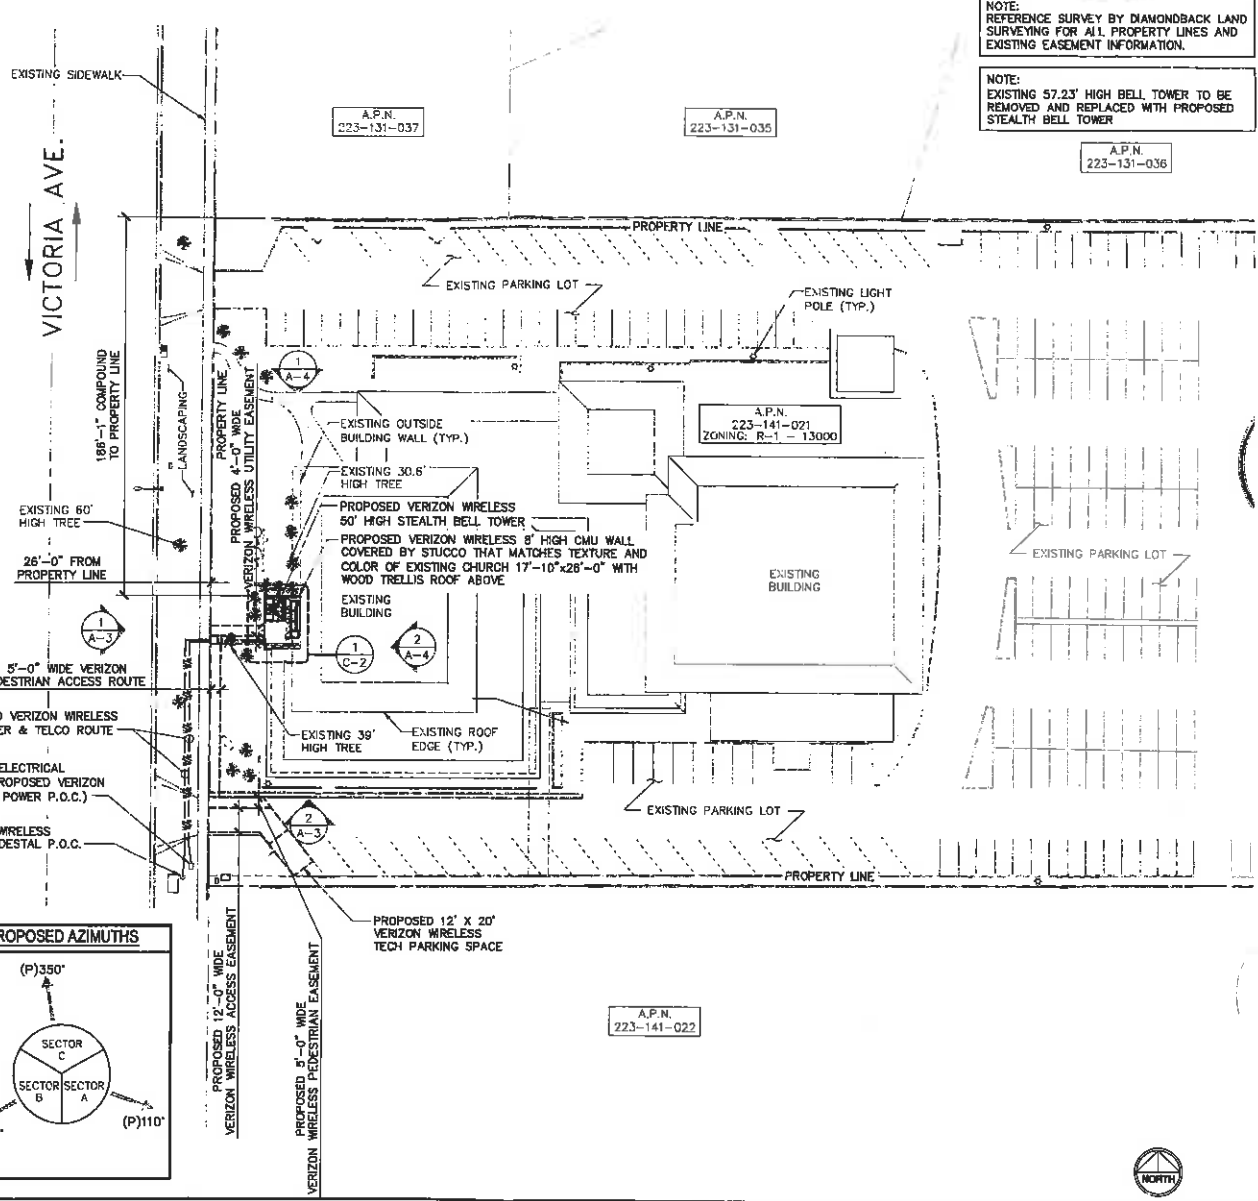 NOTE:
REFERENCE SURVEY BY DIAMONDBACK LAND
SURVEYING FOR ALL PROPERTY LINES AND
EXISTING EASEMENT INFORMATION.
NOTE:
EXISTING 57.23' HIGH BELL TOWER TO BE
REMOVED AND REPLACED WITH PROPOSED
STEALTH BELL TOWER
EXISTING SIDEWALK
A.P.N.
223-131-037
A.P.N.
223-131-035
A.P.N.
223-131-036
VICTORIA AVE.
PROPERTY LINE
EXISTING PARKING LOT
EXISTING LIGHT
POLE (TYP.)
186'-1" COMPOUND
TO PROPERTY LINE
LANDSCAPING
PROPERTY LINE
PROPOSED 4'-0" WIDE
VERIZON WIRELESS UTILITY EASEMENT
1
A-4
A.P.N.
223-141-021
ZONING: R-1 - 13000
EXISTING OUTSIDE
BUILDING WALL (TYP.)
EXISTING 30.6'
HIGH TREE
PROPOSED VERIZON WIRELESS
50' HIGH STEALTH BELL TOWER
PROPOSED VERIZON WIRELESS 8' HIGH CMU WALL
COVERED BY STUCCO THAT MATCHES TEXTURE AND
COLOR OF EXISTING CHURCH 17'-10"x26'-0" WITH
WOOD TRELLIS ROOF ABOVE
EXISTING 60'
HIGH TREE
26'-0" FROM
PROPERTY LINE
EXISTING
BUILDING
EXISTING
BUILDING
EXISTING PARKING LOT
1
A-3
1
C-2
2
A-4
5'-0" WIDE VERIZON
PEDESTRIAN ACCESS ROUTE
VERIZON WIRELESS
& TELCO ROUTE
EXISTING 39'
HIGH TREE
EXISTING ROOF
EDGE (TYP.)
ELECTRICAL
PROPOSED VERIZON
POWER P.O.C.)
WIRELESS
PEDESTAL P.O.C.
2
A-3
EXISTING PARKING LOT
PROPERTY LINE
PROPOSED 12' X 20'
VERIZON WIRELESS
TECH PARKING SPACE
PROPOSED 12'-0" WIDE
VERIZON WIRELESS ACCESS EASEMENT
PROPOSED 5'-0" WIDE
VERIZON WIRELESS PEDESTRIAN EASEMENT
PROPOSED AZIMUTHS
(P)350°
SECTOR
C
SECTOR
B
SECTOR
A
(P)110°
A.P.N.
223-141-022
NORTH